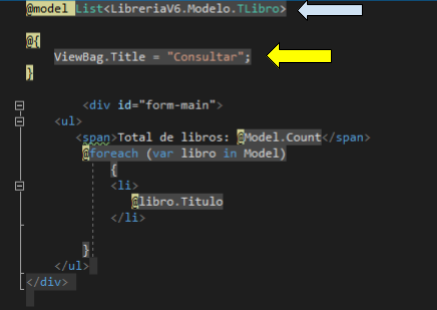 @model List<LibreriaV6.Modelo.TLibro>
@{
ViewBag.Title = "Consultar";
}
<div id="form-main">
<ul>
<span>Total de libros: @Model.Count</span>
@foreach (var libro in Model)
{
<li>
@libro.Titulo
</li>
}
</ul>
</div>